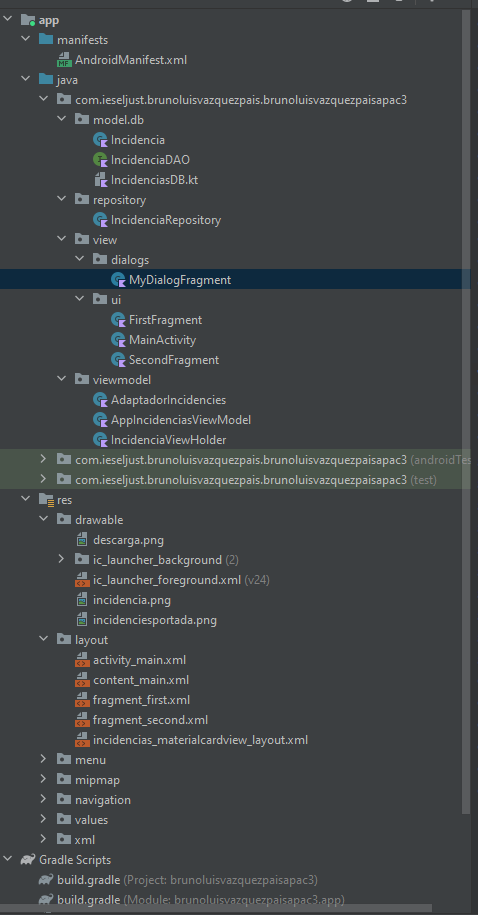 app
manifests
AndroidManifest.xml
java
com.ieseljust.brunoluisvazquezpais.brunoluisvazquezpaisapac3
model.db
Incidencia
IncidenciaDAO
IncidenciasDB.kt
repository
IncidenciaRepository
view
dialogs
MyDialogFragment
ui
FirstFragment
MainActivity
SecondFragment
viewmodel
AdaptadorIncidencies
AppIncidenciasViewModel
IncidenciaViewHolder
com.ieseljust.brunoluisvazquezpais.brunoluisvazquezpaisapac3 (androidTes
com.ieseljust.brunoluisvazquezpais.brunoluisvazquezpaisapac3 (test)
res
drawable
descarga.png
ic_launcher_background (2)
ic_launcher_foreground.xml (v24)
incidencia.png
incidenciesportada.png
layout
activity_main.xml
content_main.xml
fragment_first.xml
fragment_second.xml
incidencias_materialcardview_layout.xml
menu
mipmap
navigation
values
xml
Gradle Scripts
build.gradle (Project: brunoluisvazquezpaisapac3)
build.gradle (Module: brunoluisvazquezpaisapac3.app)